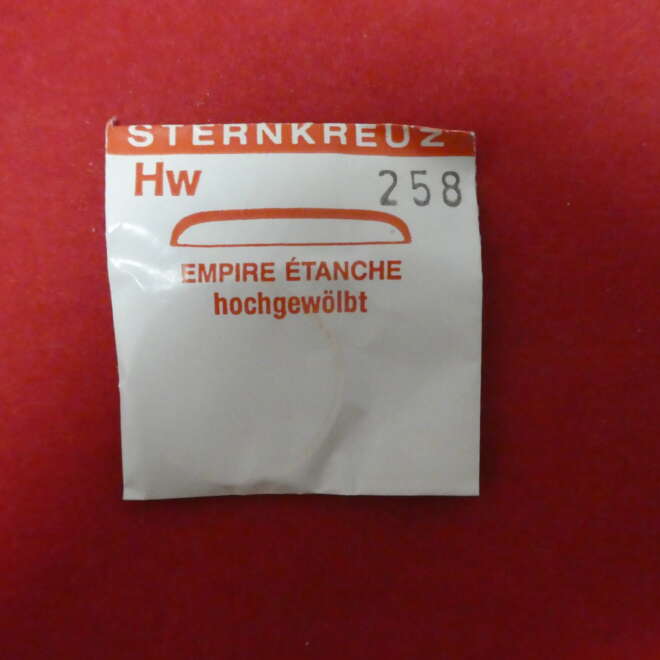 STERNKREUZ
Hw 258
EMPIRE ÉTANCHE
hochgewölbt